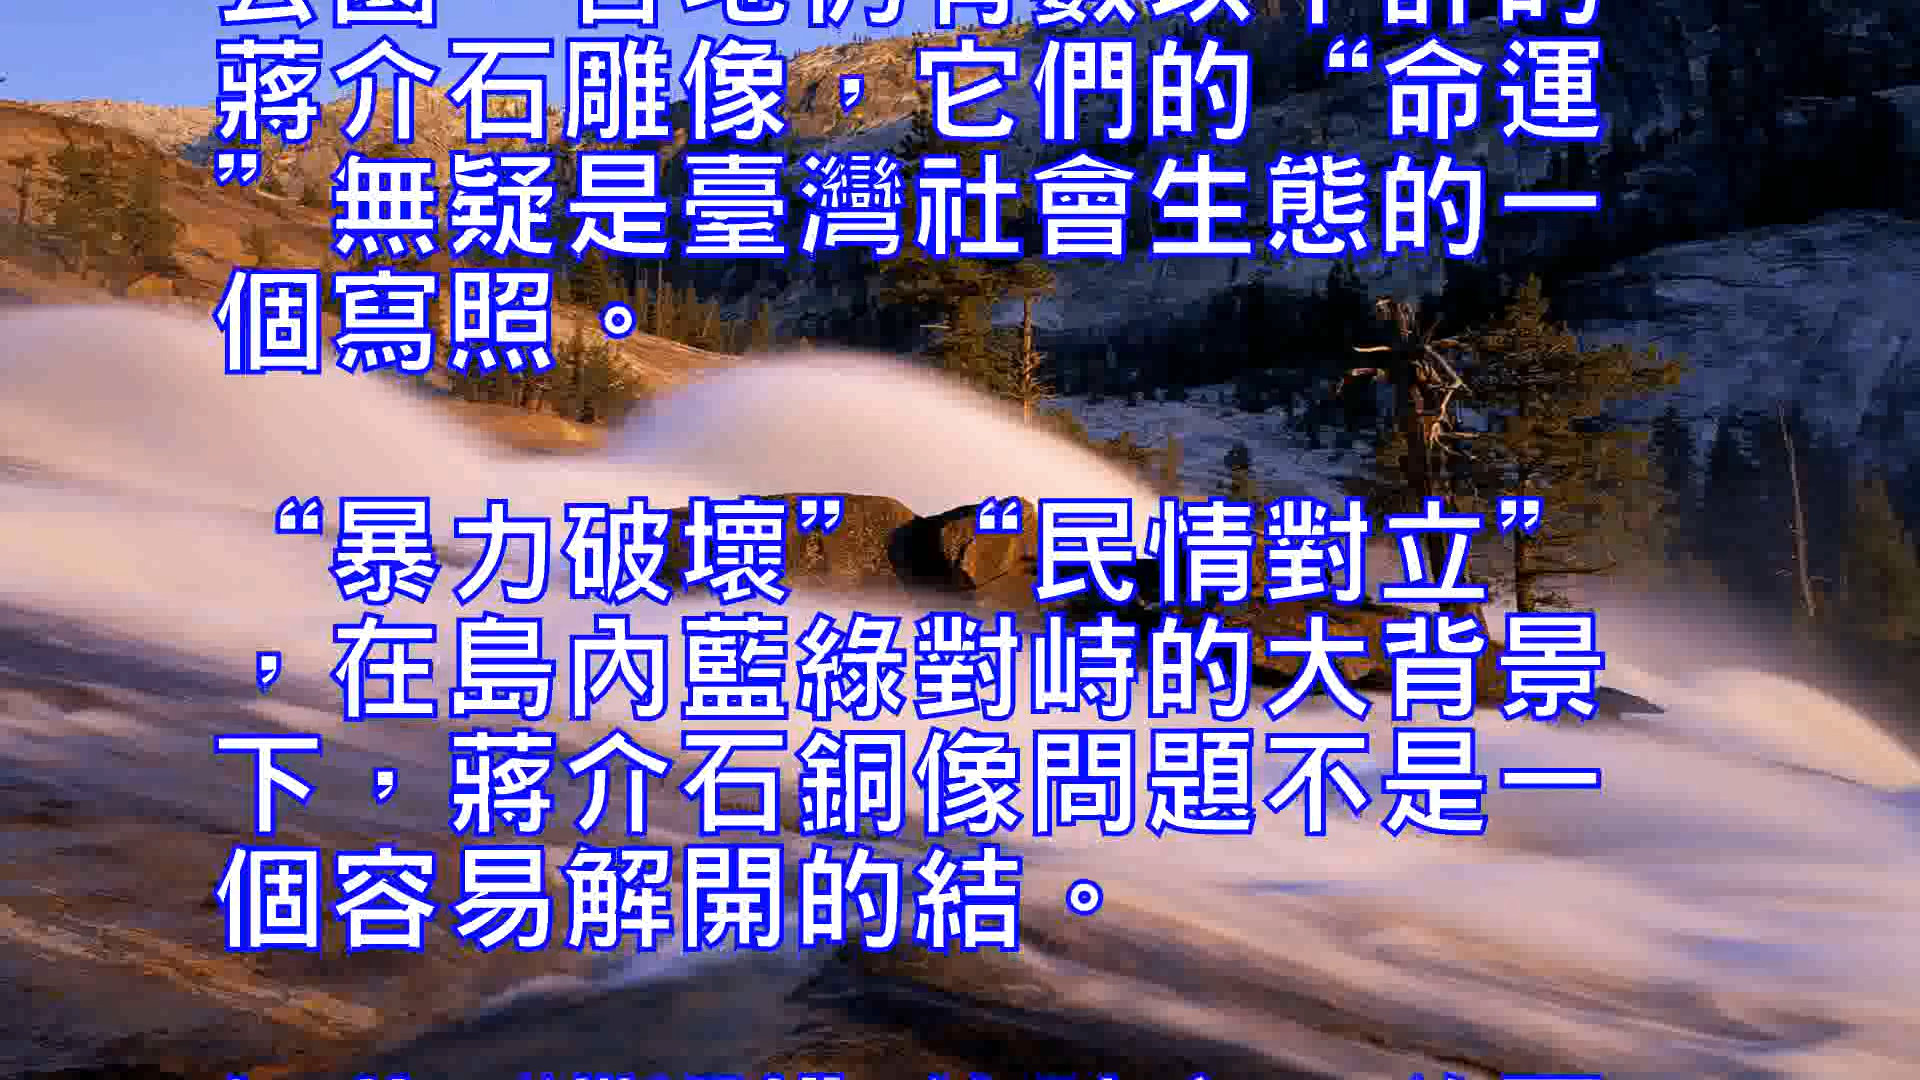 蔣介石雕像，它們的“命運
”無疑是臺灣社會生態的一
個寫照。
“暴力破壞”“民情對立”
，在島內藍綠對峙的大背景
下，蔣介石銅像問題不是一
個容易解開的結。